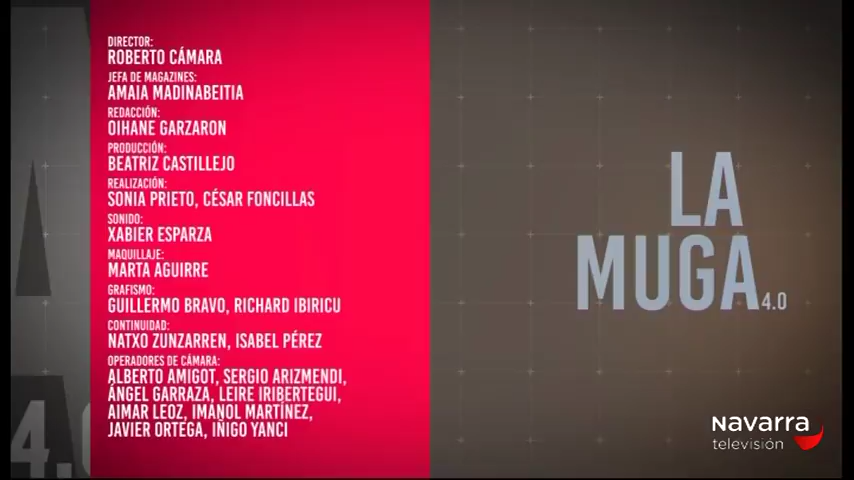 DIRECTOR:
ROBERTO CÁMARA
JEFA DE MAGAZINES:
AMAIA MADINABEITIA
REDACCIÓN:
OIHANE GARZARON
PRODUCCIÓN:
BEATRIZ CASTILLEJO
REALIZACIÓN:
SONIA PRIETO, CÉSAR FONCILLAS
SONIDO:
XABIER ESPARZA
MAQUILLAJE:
MARTA AGUIRRE
GRAFISMO:
GUILLERMO BRAVO, RICHARD IBIRICU
CONTINUIDAD:
NATXO ZUNZARREN, ISABEL PÉREZ
OPERADORES DE CÁMARA:
ALBERTO AMIGOT, SERGIO ARIZMENDI,
ÁNGEL GARRAZA, LEIRE IRIBERTEGUI,
AIMAR LEOZ, IMANOL MARTÍNEZ,
JAVIER ORTEGA, IÑIGO YANCI
LA
MUGA 4.0
4.0
Navarra
televisión